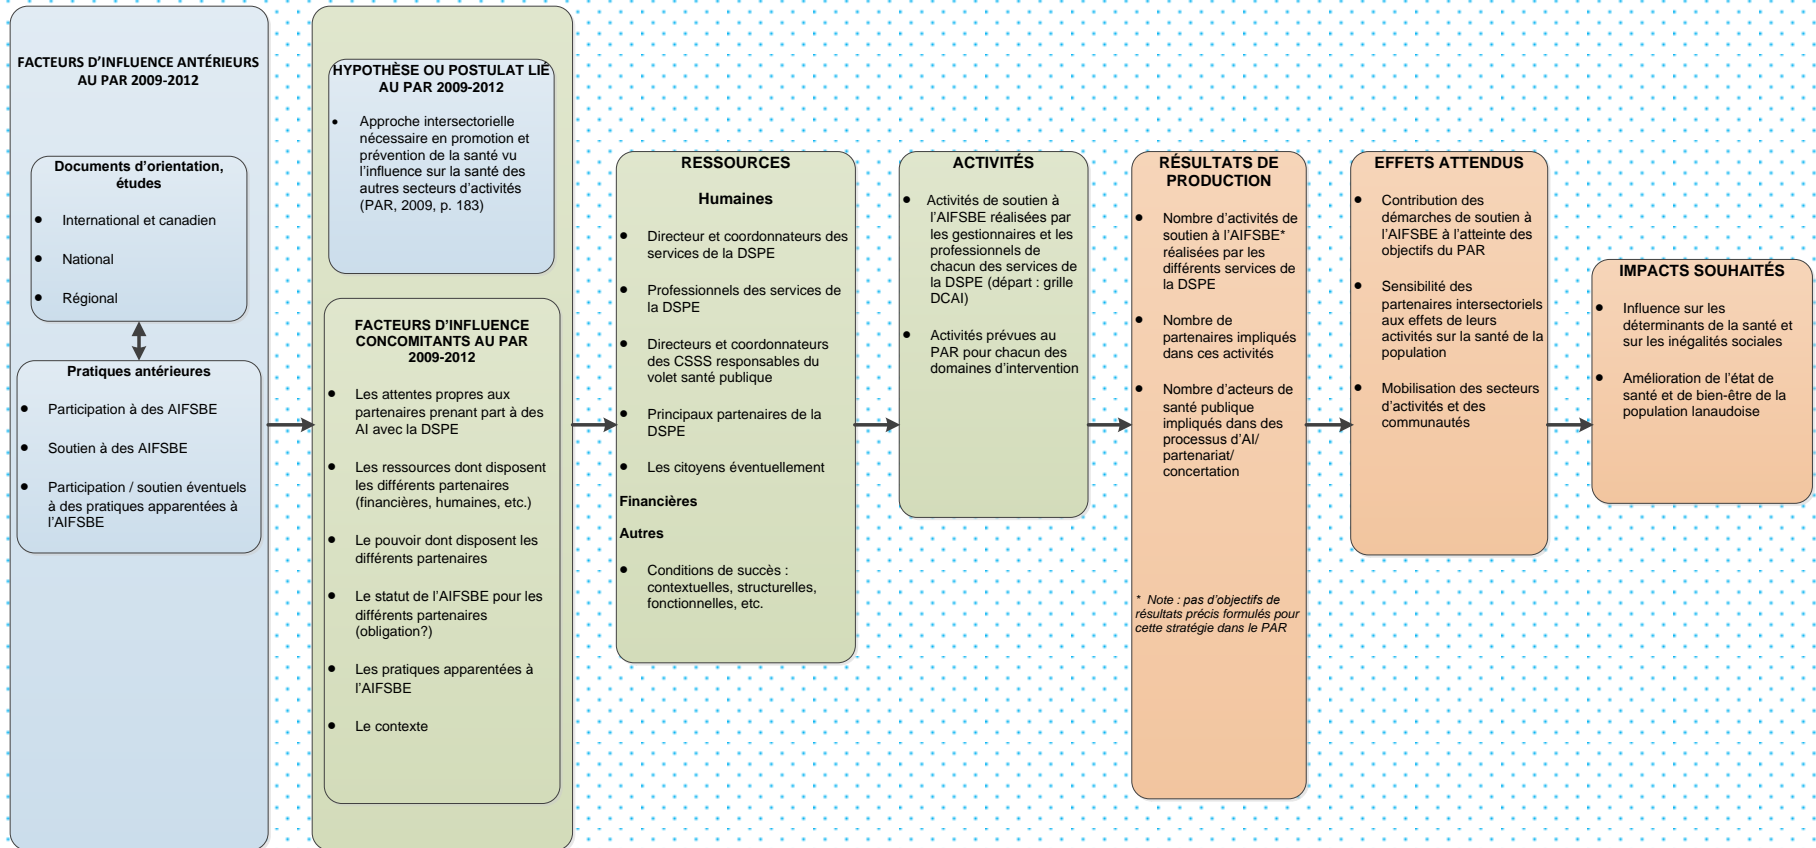 FACTEURS D'INFLUENCE ANTÉRIEURS
AU PAR 2009-2012
Documents d'orientation,
études
• International et canadien
• National
• Régional
Pratiques antérieures
• Participation à des AIFSBE
• Soutien à des AIFSBE
• Participation / soutien éventuels
à des pratiques apparentées à
l'AIFSBE
HYPOTHÈSE OU POSTULAT LIÉ
AU PAR 2009-2012
• Approche intersectorielle
nécessaire en promotion et
prévention de la santé vu
l'influence sur la santé des
autres secteurs d'activités
(PAR, 2009, p. 183)
FACTEURS D'INFLUENCE
CONCOMITANTS AU PAR
2009-2012
• Les attentes propres aux
partenaires prenant part à des
AI avec la DSPE
• Les ressources dont disposent
les différents partenaires
(financières, humaines, etc.)
• Le pouvoir dont disposent les
différents partenaires
• Le statut de l'AIFSBE pour les
différents partenaires
(obligation?)
• Les pratiques apparentées à
l'AIFSBE
• Le contexte
RESSOURCES
Humaines
• Directeur et coordonnateurs des
services de la DSPE
• Professionnels des services de
la DSPE
• Directeurs et coordonnateurs
des CSSS responsables du
volet santé publique
• Principaux partenaires de la
DSPE
• Les citoyens éventuellement
Financières
Autres
• Conditions de succès :
contextuelles, structurelles,
fonctionnelles, etc.
ACTIVITÉS
• Activités de soutien à
l'AIFSBE réalisées par
les gestionnaires et les
professionnels de
chacun des services de
la DSPE (départ : grille
DCAI)
• Activités prévues au
PAR pour chacun des
domaines d'intervention
RÉSULTATS DE
PRODUCTION
• Nombre d'activités de
soutien à l'AIFSBE*
réalisées par les
différents services de
la DSPE
• Nombre de
partenaires impliqués
dans ces activités
• Nombre d'acteurs de
santé publique
impliqués dans des
processus d'AI/
partenariat/
concertation
* Note : pas d'objectifs de
résultats précis formulés pour
cette stratégie dans le PAR
EFFETS ATTENDUS
• Contribution des
démarches de soutien à
l'AIFSBE à l'atteinte des
objectifs du PAR
• Sensibilité des
partenaires intersectoriels
aux effets de leurs
activités sur la santé de la
population
• Mobilisation des secteurs
d'activités et des
communautés
IMPACTS SOUHAITÉS
• Influence sur les
déterminants de la santé et
sur les inégalités sociales
• Amélioration de l'état de
santé et de bien-être de la
population lanaudoise